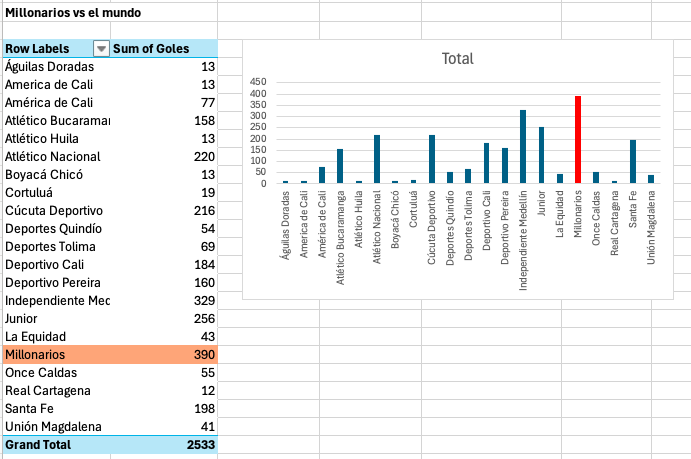 Millonarios vs el mundo
Row Labels Sum of Goles
Águilas Doradas 13
America de Cali 13
América de Cali 77
Atlético Bucaramar 158
Atlético Huila 13
Atlético Nacional 220
Boyacá Chicó 13
Cortuluá 19
Cúcuta Deportivo 216
Deportes Quindío 54
Deportes Tolima 69
Deportivo Cali 184
Deportivo Pereira 160
Independiente Med 329
Junior 256
La Equidad 43
Millonarios 390
Once Caldas 55
Real Cartagena 12
Santa Fe 198
Unión Magdalena 41
Grand Total 2533
Total
450
400
350
300
250
200
150
100
50
0
Águilas Doradas
America de Cali
América de Cali
Atlético Bucaramanga
Atlético Huila
Atlético Nacional
Boyacá Chicó
Cortuluá
Cúcuta Deportivo
Deportes Quindío
Deportes Tolima
Deportivo Cali
Deportivo Pereira
Independiente Medellín
Junior
La Equidad
Millonarios
Once Caldas
Real Cartagena
Santa Fe
Unión Magdalena